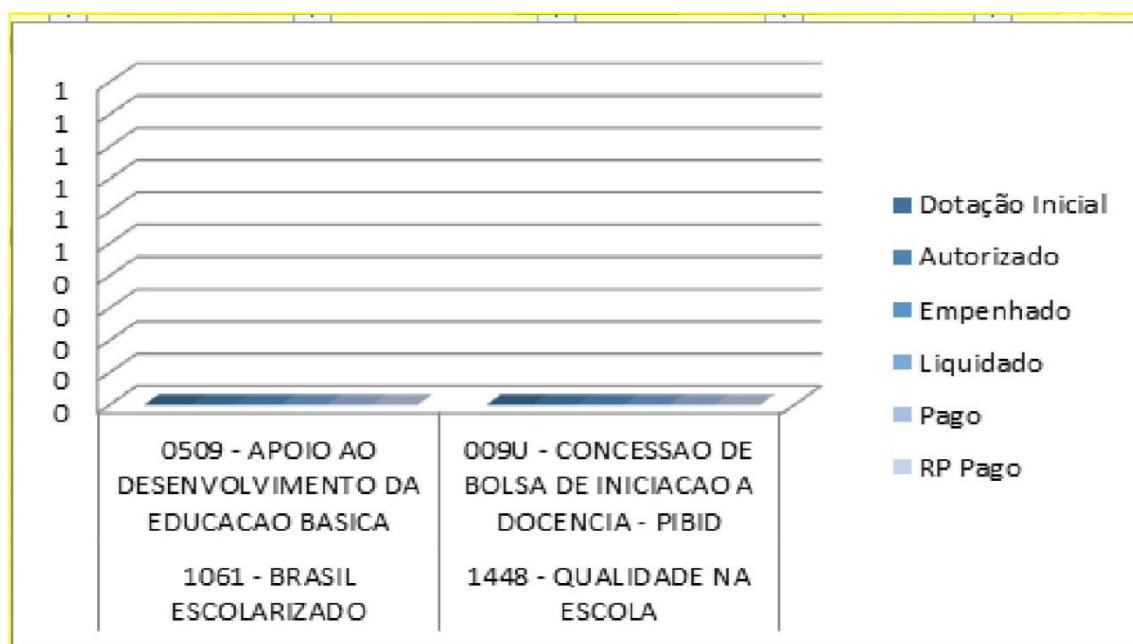 1
1
1
1
1
1
0
0
0
0
0
0509 - APOIO AO
DESENVOLVIMENTO DA
EDUCACAO BASICA
1061 - BRASIL
ESCOLARIZADO
009U - CONCESSAO DE
BOLSA DE INICIACAO A
DOCENCIA - PIBID
1448 - QUALIDADE NA
ESCOLA
Dotação Inicial
Autorizado
Empenhado
Liquidado
Pago
RP Pago